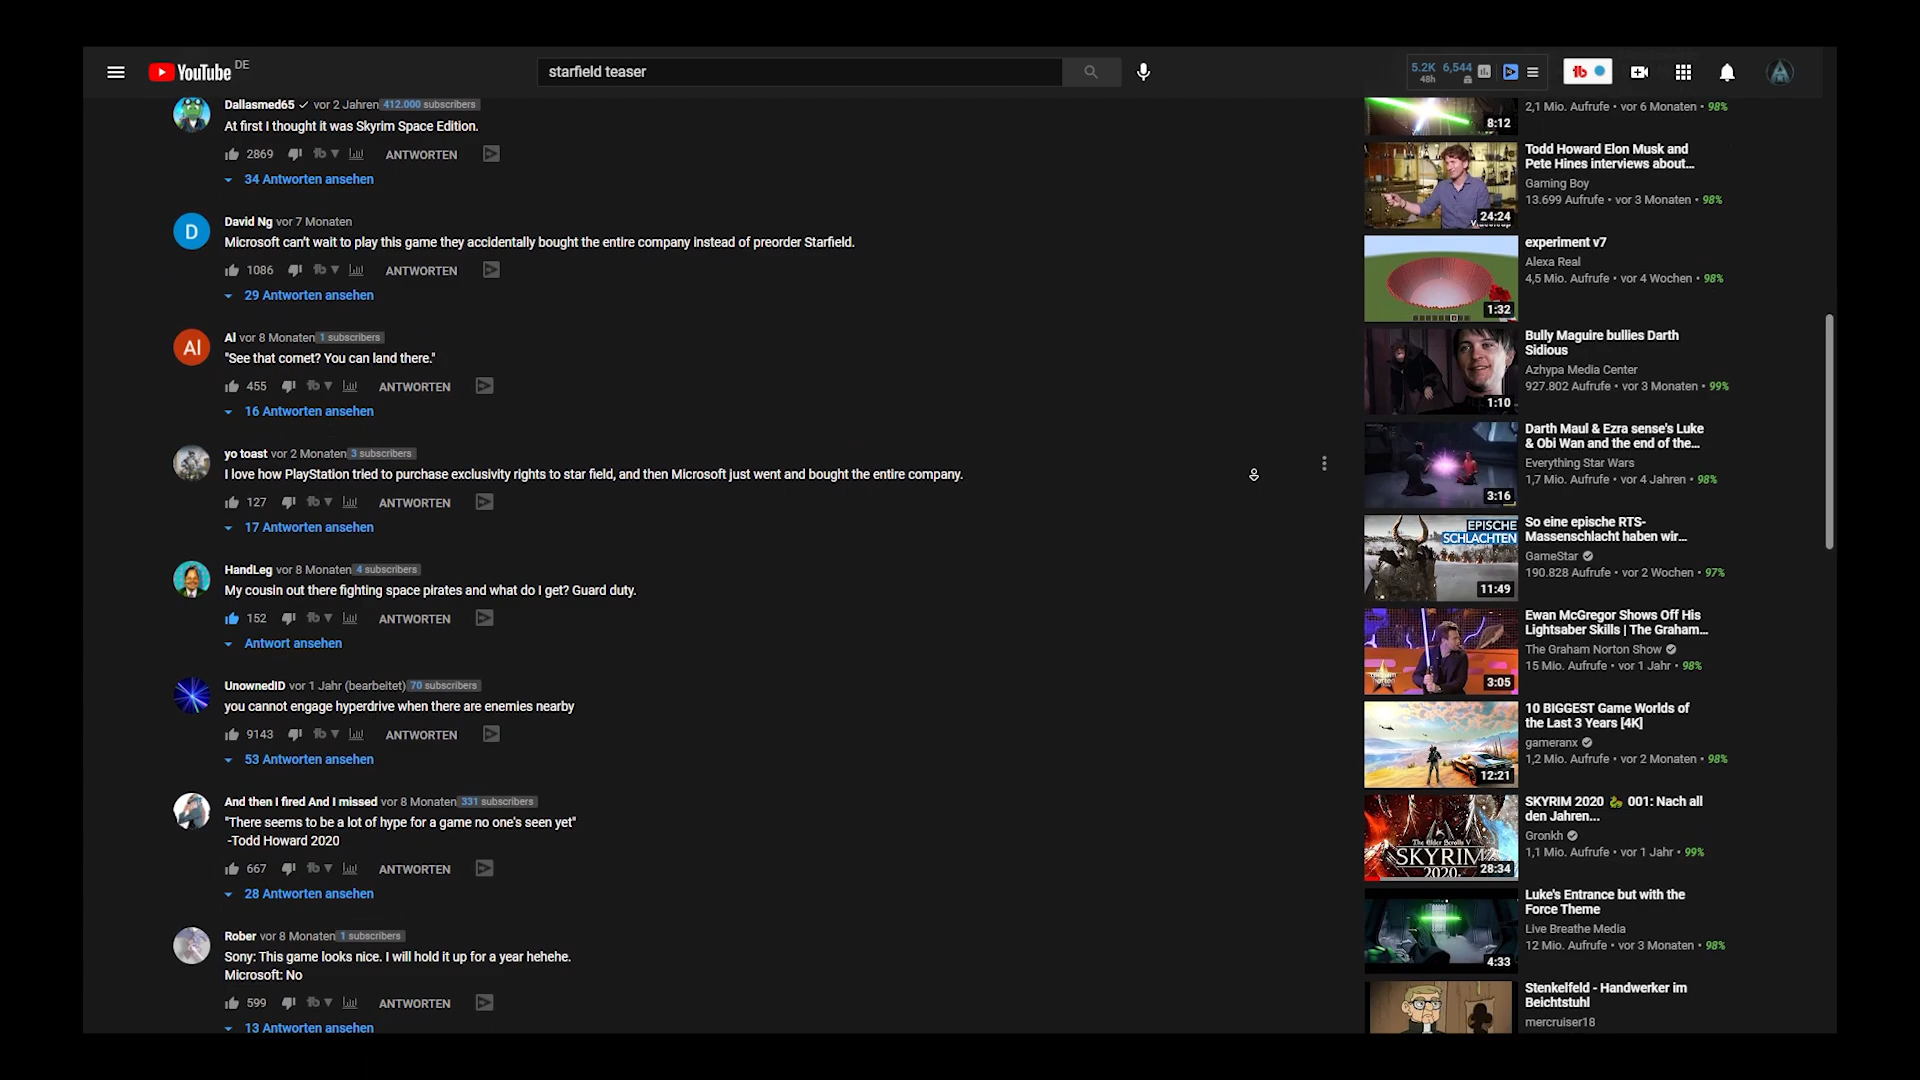 YouTube DE
starfield teaser
5.2K 6,544
48h
Dallasmed65 vor 2 Jahren 412.000 subscribers
At first I thought it was Skyrim Space Edition.
2869 ANTWORTEN
34 Antworten ansehen
D
David Ng vor 7 Monaten
Microsoft can't wait to play this game they accidentally bought the entire company instead of preorder Starfield.
1086 ANTWORTEN
29 Antworten ansehen
Al
Al vor 8 Monaten 1 subscribers
"See that comet? You can land there."
455 ANTWORTEN
16 Antworten ansehen
yo toast vor 2 Monaten 3 subscribers
I love how PlayStation tried to purchase exclusivity rights to star field, and then Microsoft just went and bought the entire company.
127 ANTWORTEN
17 Antworten ansehen
HandLeg vor 8 Monaten 4 subscribers
My cousin out there fighting space pirates and what do I get? Guard duty.
152 ANTWORTEN
Antwort ansehen
UnownedID vor 1 Jahr (bearbeitet) 70 subscribers
you cannot engage hyperdrive when there are enemies nearby
9143 ANTWORTEN
53 Antworten ansehen
And then I fired And I missed vor 8 Monaten 331 subscribers
"There seems to be a lot of hype for a game no one's seen yet"
-Todd Howard 2020
667 ANTWORTEN
28 Antworten ansehen
Rober vor 8 Monaten 1 subscribers
Sony: This game looks nice. I will hold it up for a year hehehe.
Microsoft: No
599 ANTWORTEN
13 Antworten ansehen
8:12
2,1 Mio. Aufrufe • vor 6 Monaten • 98%
24:24
Todd Howard Elon Musk and
Pete Hines interviews about...
Gaming Boy
13.699 Aufrufe • vor 3 Monaten • 98%
1:32
experiment v7
Alexa Real
4,5 Mio. Aufrufe • vor 4 Wochen • 98%
1:10
Bully Maguire bullies Darth
Sidious
Azhypa Media Center
927.802 Aufrufe • vor 3 Monaten • 99%
3:16
Darth Maul & Ezra sense's Luke
& Obi Wan and the end of the...
Everything Star Wars
1,7 Mio. Aufrufe • vor 4 Jahren • 98%
EPISCHE
SCHLACHTEN
11:49
So eine epische RTS-
Massenschlacht haben wir...
GameStar
190.828 Aufrufe • vor 2 Wochen • 97%
3:05
Ewan McGregor Shows Off His
Lightsaber Skills | The Graham...
The Graham Norton Show
15 Mio. Aufrufe • vor 1 Jahr • 98%
12:21
10 BIGGEST Game Worlds of
the Last 3 Years [4K]
gameranx
1,2 Mio. Aufrufe • vor 2 Monaten • 98%
The Elder Scrolls V
SKYRIM
2020
28:34
SKYRIM 2020 🐉 001: Nach all
den Jahren...
Gronkh
1,1 Mio. Aufrufe • vor 1 Jahr • 99%
4:33
Luke's Entrance but with the
Force Theme
Live Breathe Media
12 Mio. Aufrufe • vor 3 Monaten • 98%
Stenkelfeld - Handwerker im
Beichtstuhl
mercruiser18